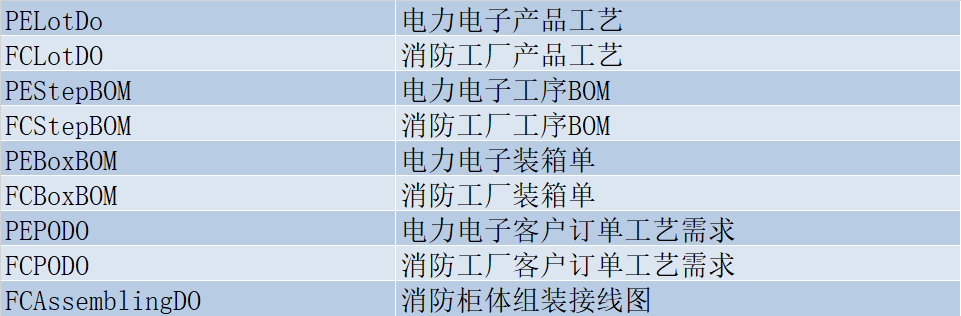 PELotDo 电力电子产品工艺
FCLotDO 消防工厂产品工艺
PEStepBOM 电力电子工序BOM
FCStepBOM 消防工厂工序BOM
PEBoxBOM 电力电子装箱单
FCBoxBOM 消防工厂装箱单
PEPODO 电力电子客户订单工艺需求
FCPODO 消防工厂客户订单工艺需求
FCAssemblingDO 消防柜体组装接线图